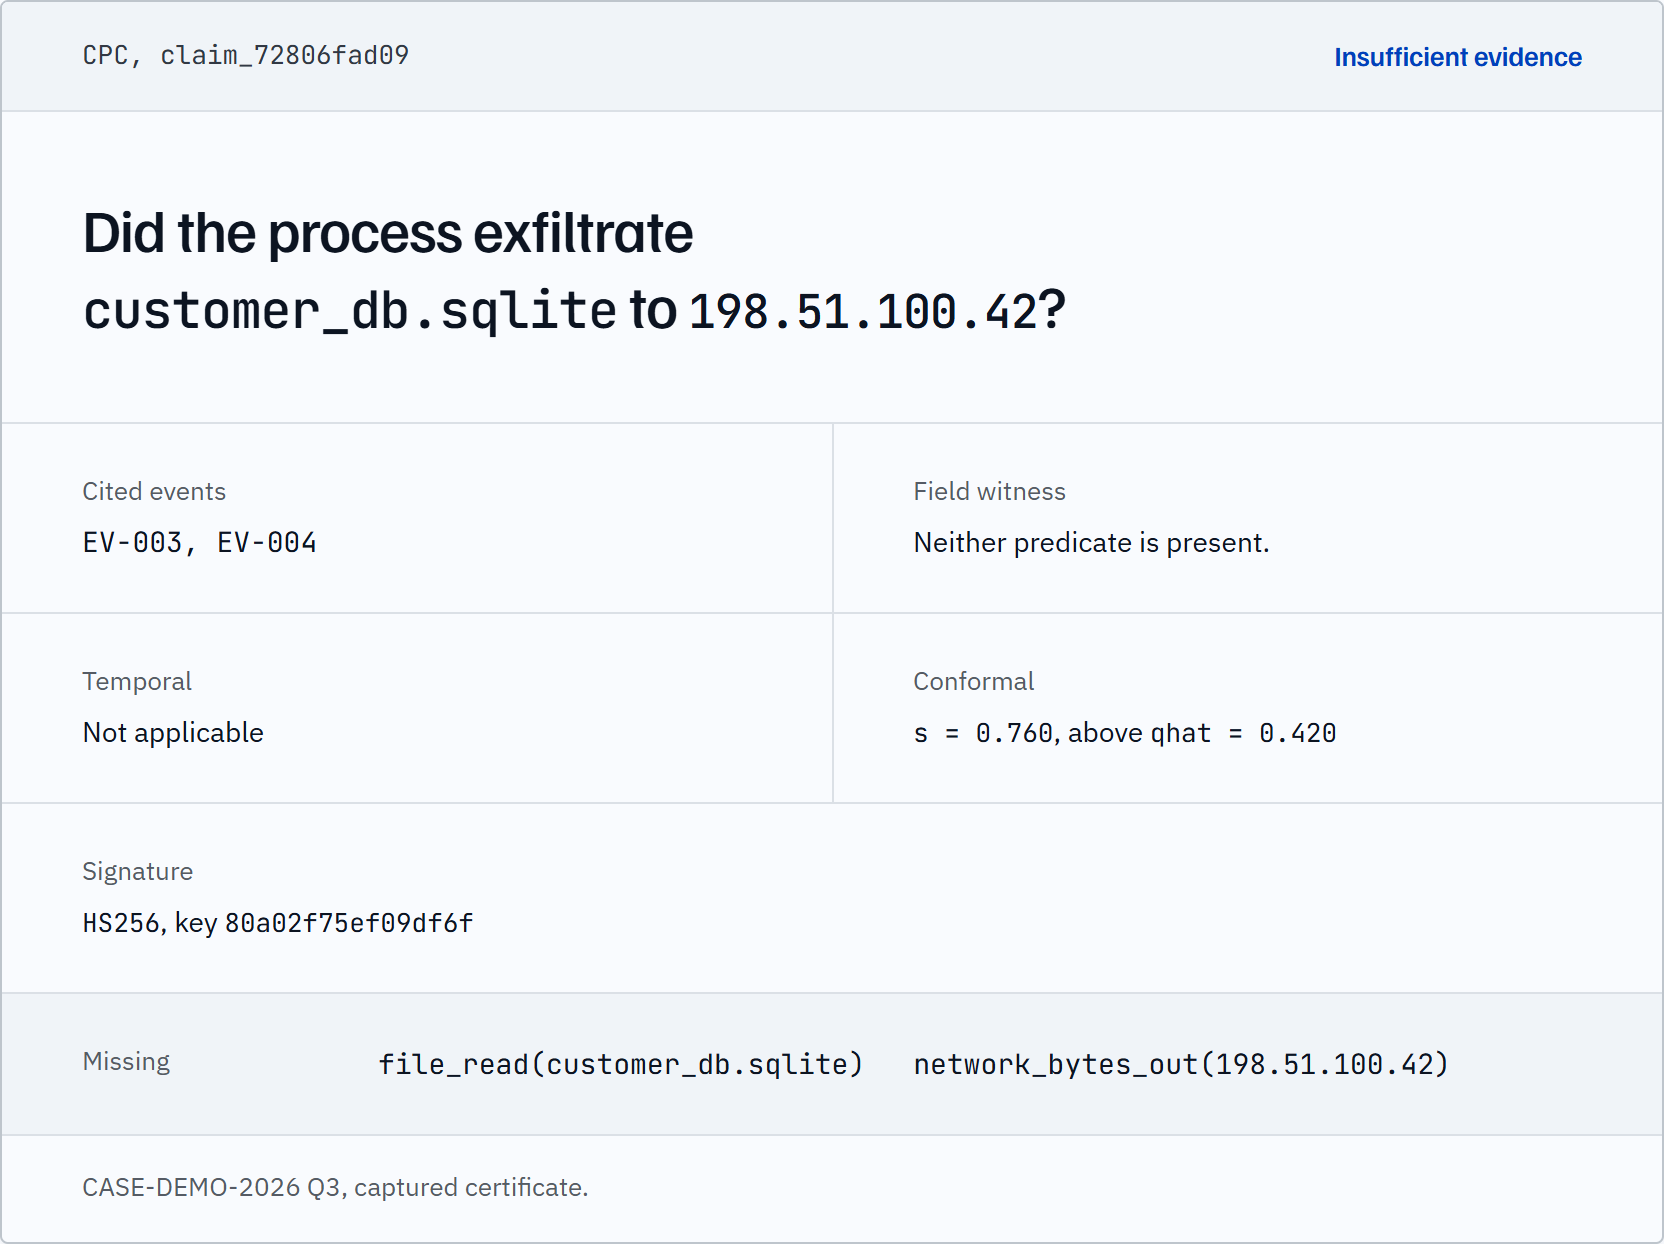 CPC, claim_72806fad09
Insufficient evidence
Did the process exfiltrate
customer_db.sqlite to 198.51.100.42?
Cited events
EV-003, EV-004
Field witness
Neither predicate is present.
Temporal
Not applicable
Conformal
s = 0.760, above qhat = 0.420
Signature
HS256, key 80a02f75ef09df6f
Missing
file_read(customer_db.sqlite)
network_bytes_out(198.51.100.42)
CASE-DEMO-2026 Q3, captured certificate.